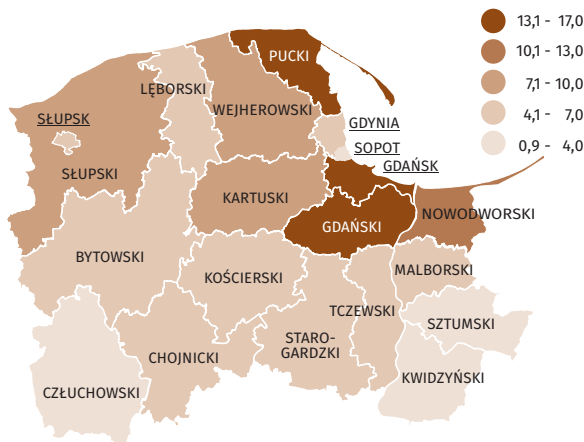 13,1 - 17,0
10,1 - 13,0
7,1 - 10,0
4,1 - 7,0
0,9 - 4,0
PUCKI
LĘBORSKI
WEJHEROWSKI
SŁUPSK
GDYNIA
SOPOT
GDAŃSK
SŁUPSKI
KARTUSKI
NOWODWORSKI
GDAŃSKI
BYTOWSKI
KOŚCIERSKI
MALBORSKI
TCZEWSKI
SZTUMSKI
STARO-
GARDZKI
CHOJNICKI
KWIDZYŃSKI
CZŁUCHOWSKI